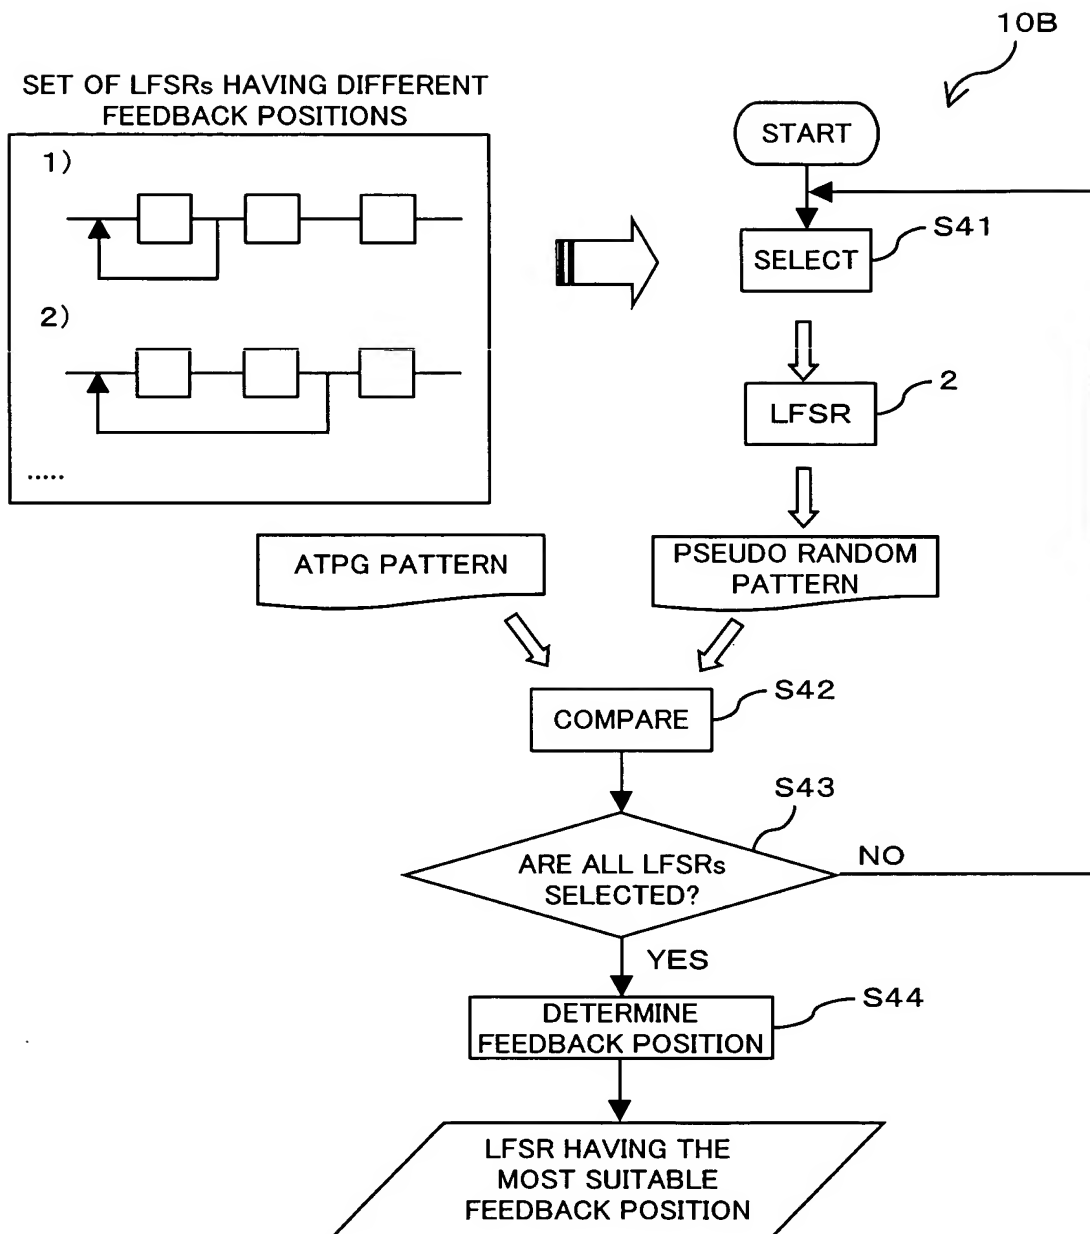 10B
SET OF LFSRs HAVING DIFFERENT
FEEDBACK POSITIONS
START
1)
S41
SELECT
2)
2
LFSR
.....
ATPG PATTERN
PSEUDO RANDOM
PATTERN
S42
COMPARE
S43
ARE ALL LFSRs
SELECTED?
NO
YES
S44
DETERMINE
FEEDBACK POSITION
LFSR HAVING THE
MOST SUITABLE
FEEDBACK POSITION